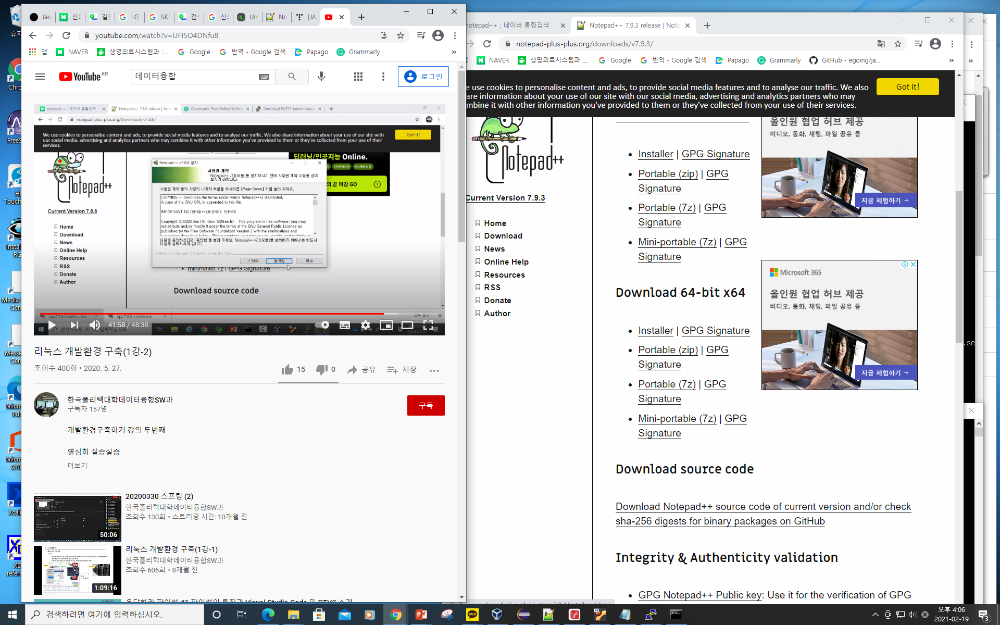 Jav
LG
Un
No
[JA
youtube.com/watch?v=UFI5O4DNfu8
앱
NAVER
생명의료시스템과 :...
Google
번역 - Google 검색
Papago
Grammarly
»
YouTube KR
데이터융합
로그인
notepad++ : 네이버 통합검색
Notepad++ 7.8.6 release | Note
Grammarly: Free Online Writing
Download PuTTY: latest release
notepad-plus-plus.org/downloads/v7.8.6/
We use cookies to personalise content and ads, to provide social media features and to analyse our traffic. We also share information about your use of our site with
our social media, advertising and analytics partners who may combine it with other information you've provided to them or they've collected from your use of their
services.
Got it!
딥러닝/인공지능 Online.
의 곧 마감 GO
Notepad++
Current Version 7.8.6
Home
Download
News
Online Help
Resources
RSS
Donate
Author
Notepad++ v7.8.6 설치
사용권 계약
Notepad++ v7.8.6(를)를 설치하시기 전에 사용권 계약 내용을 살펴
보시기 바랍니다.
사용권 계약 동의 사항의 나머지 부분을 보시려면 [Page Down] 키를 눌러 주세요.
COPYING -- Describes the terms under which Notepad++ is distributed.
A copy of the GNU GPL is appended to this file.
IMPORTANT NOTEPAD++ LICENSE TERMS
Copyright (C)2020 Don HO <don.h@free.fr>. This program is free software; you may
redistribute and/or modify it under the terms of the GNU General Public License as
published by the Free Software Foundation; Version 2 with the clarifications and
내용에 동의하신다면 '동의함'을 눌러 주세요. Notepad++ v7.8.6(를)를 설치하기 위해서는 반드시
내용에 동의하셔야 합니다.
Software is like sex: It's better when it's free
< 뒤로
동의함
취소
minimalist 7z | GPG Signature
Download source code
npp.7.8.6.Installer....exe
npp.7.8.6.Installer.exe
모두 표시
41:58 / 48:38
리눅스 개발환경 구축(1강-2)
조회수 400회 • 2020. 5. 27.
15
0
공유
저장
한국폴리텍대학데이터융합SW과
구독자 157명
구독
개발환경구축하기 강의 두번째
열심히 실습실습
더보기
20200330 스프링 (2)
한국폴리텍대학데이터융합SW과
조회수 130회 • 스트리밍 시간: 10개월 전
50:06
리눅스 개발환경 구축(1강-1)
한국폴리텍대학데이터융합SW과
조회수 606회 • 8개월 전
1:09:16
notepad++ : 네이버 통합검색
Notepad++ 7.9.3 release | Note
notepad-plus-plus.org/downloads/v7.9.3/
NAVER
생명의료시스템과 :...
Google
번역 - Google 검색
Papago
Grammarly
GitHub - egoing/ja...
»
»
e use cookies to personalise content and ads, to provide social media features and to analyse our traffic. We also
are information about your use of our site with our social media, advertising and analytics partners who may
mbine it with other information you've provided to them or they've collected from your use of their services.
Got it!
Notepad++
Current Version 7.9.3
Home
Download
News
Online Help
Resources
RSS
Donate
Author
Installer | GPG Signature
Portable (zip) | GPG
Signature
Portable (7z) | GPG
Signature
Mini-portable (7z) | GPG
Signature
Download 64-bit x64
Installer | GPG Signature
Portable (zip) | GPG
Signature
Portable (7z) | GPG
Signature
Mini-portable (7z) | GPG
Signature
Download source code
Download Notepad++ source code of current version and/or check
sha-256 digests for binary packages on GitHub
Integrity & Authenticity validation
GPG Notepad++ Public key: Use it for the verification of GPG
올인원 협업 허브 제공
비디오, 통화, 채팅, 파일 공유 등
지금 체험하기 →
Microsoft 365
올인원 협업 허브 제공
비디오, 통화, 채팅, 파일 공유 등
지금 체험하기 →
.se
휴지
Chro
FreeS
Touch
Install
RG
Media
Cen
Messe
Cen
Micro
Edg
Micro
Offi
Xcali
XD
refere
검색하려면 여기에 입력하십시오.
TALK
오후 4:06
2021-02-19
3